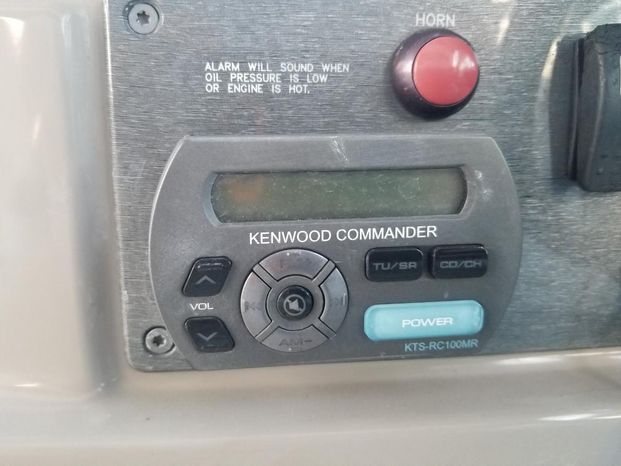 HORN
ALARM WILL SOUND WHEN
OIL PRESSURE IS LOW
OR ENGINE IS HOT.
KENWOOD COMMANDER
TU/SR CD/CH
VOL
POWER
AM-
KTS-RC100MR